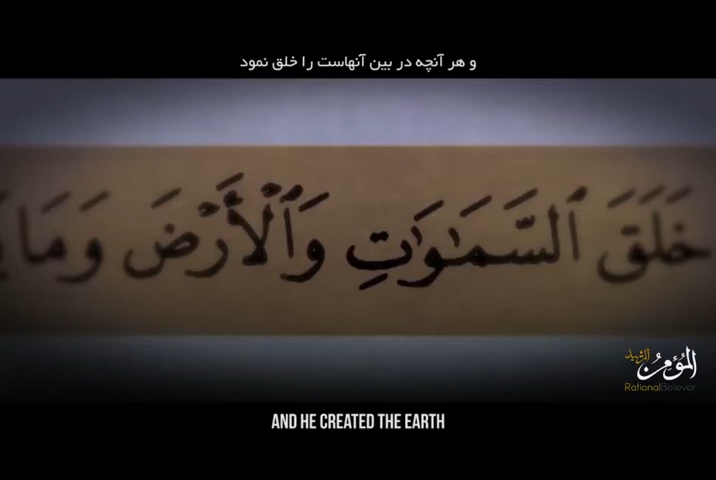 و هر آنچه در بین آنهاست را خلق نمود
خَلَقَ ٱلسَّمَـٰوَٰتِ وَٱلْأَرْضَ وَمَا
المؤمن الرشيد
RationalBeliever
AND HE CREATED THE EARTH